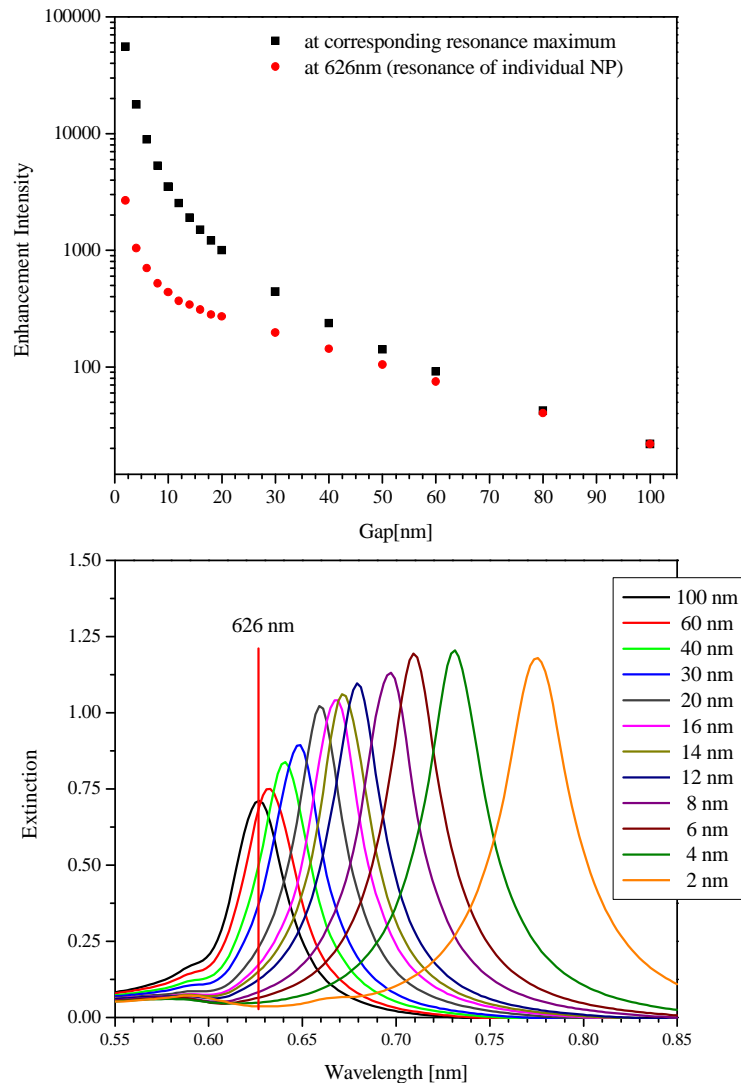 100000
10000
1000
100
Enhancement Intensity
at corresponding resonance maximum
at 626nm (resonance of individual NP)
0 10 20 30 40 50 60 70 80 90 100
Gap[nm]
1.50
1.25
1.00
0.75
0.50
0.25
0.00
Extinction
626 nm
100 nm
60 nm
40 nm
30 nm
20 nm
16 nm
14 nm
12 nm
8 nm
6 nm
4 nm
2 nm
0.55 0.60 0.65 0.70 0.75 0.80 0.85
Wavelength [nm]